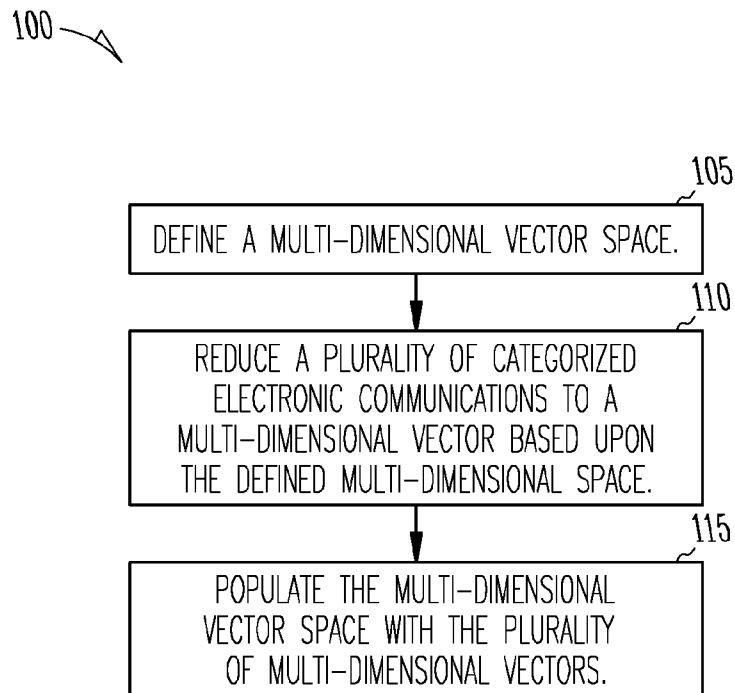 100
105
DEFINE A MULTI-DIMENSIONAL VECTOR SPACE.
110
REDUCE A PLURALITY OF CATEGORIZED
ELECTRONIC COMMUNICATIONS TO A
MULTI-DIMENSIONAL VECTOR BASED UPON
THE DEFINED MULTI-DIMENSIONAL SPACE.
115
POPULATE THE MULTI-DIMENSIONAL
VECTOR SPACE WITH THE PLURALITY
OF MULTI-DIMENSIONAL VECTORS.